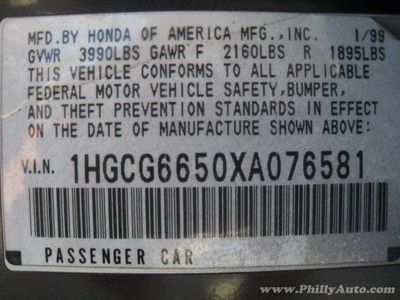 MFD.BY HONDA OF AMERICA MFG.,INC. 1/99
GVWR 3990LBS GAWR F 2160LBS R 1895LBS
THIS VEHICLE CONFORMS TO ALL APPLICABLE
FEDERAL MOTOR VEHICLE SAFETY,BUMPER,
AND THEFT PREVENTION STANDARDS IN EFFECT
ON THE DATE OF MANUFACTURE SHOWN ABOVE:
V.I.N. 1HGCG6650XA076581
PASSENGER CAR
www.PhillyAuto.com